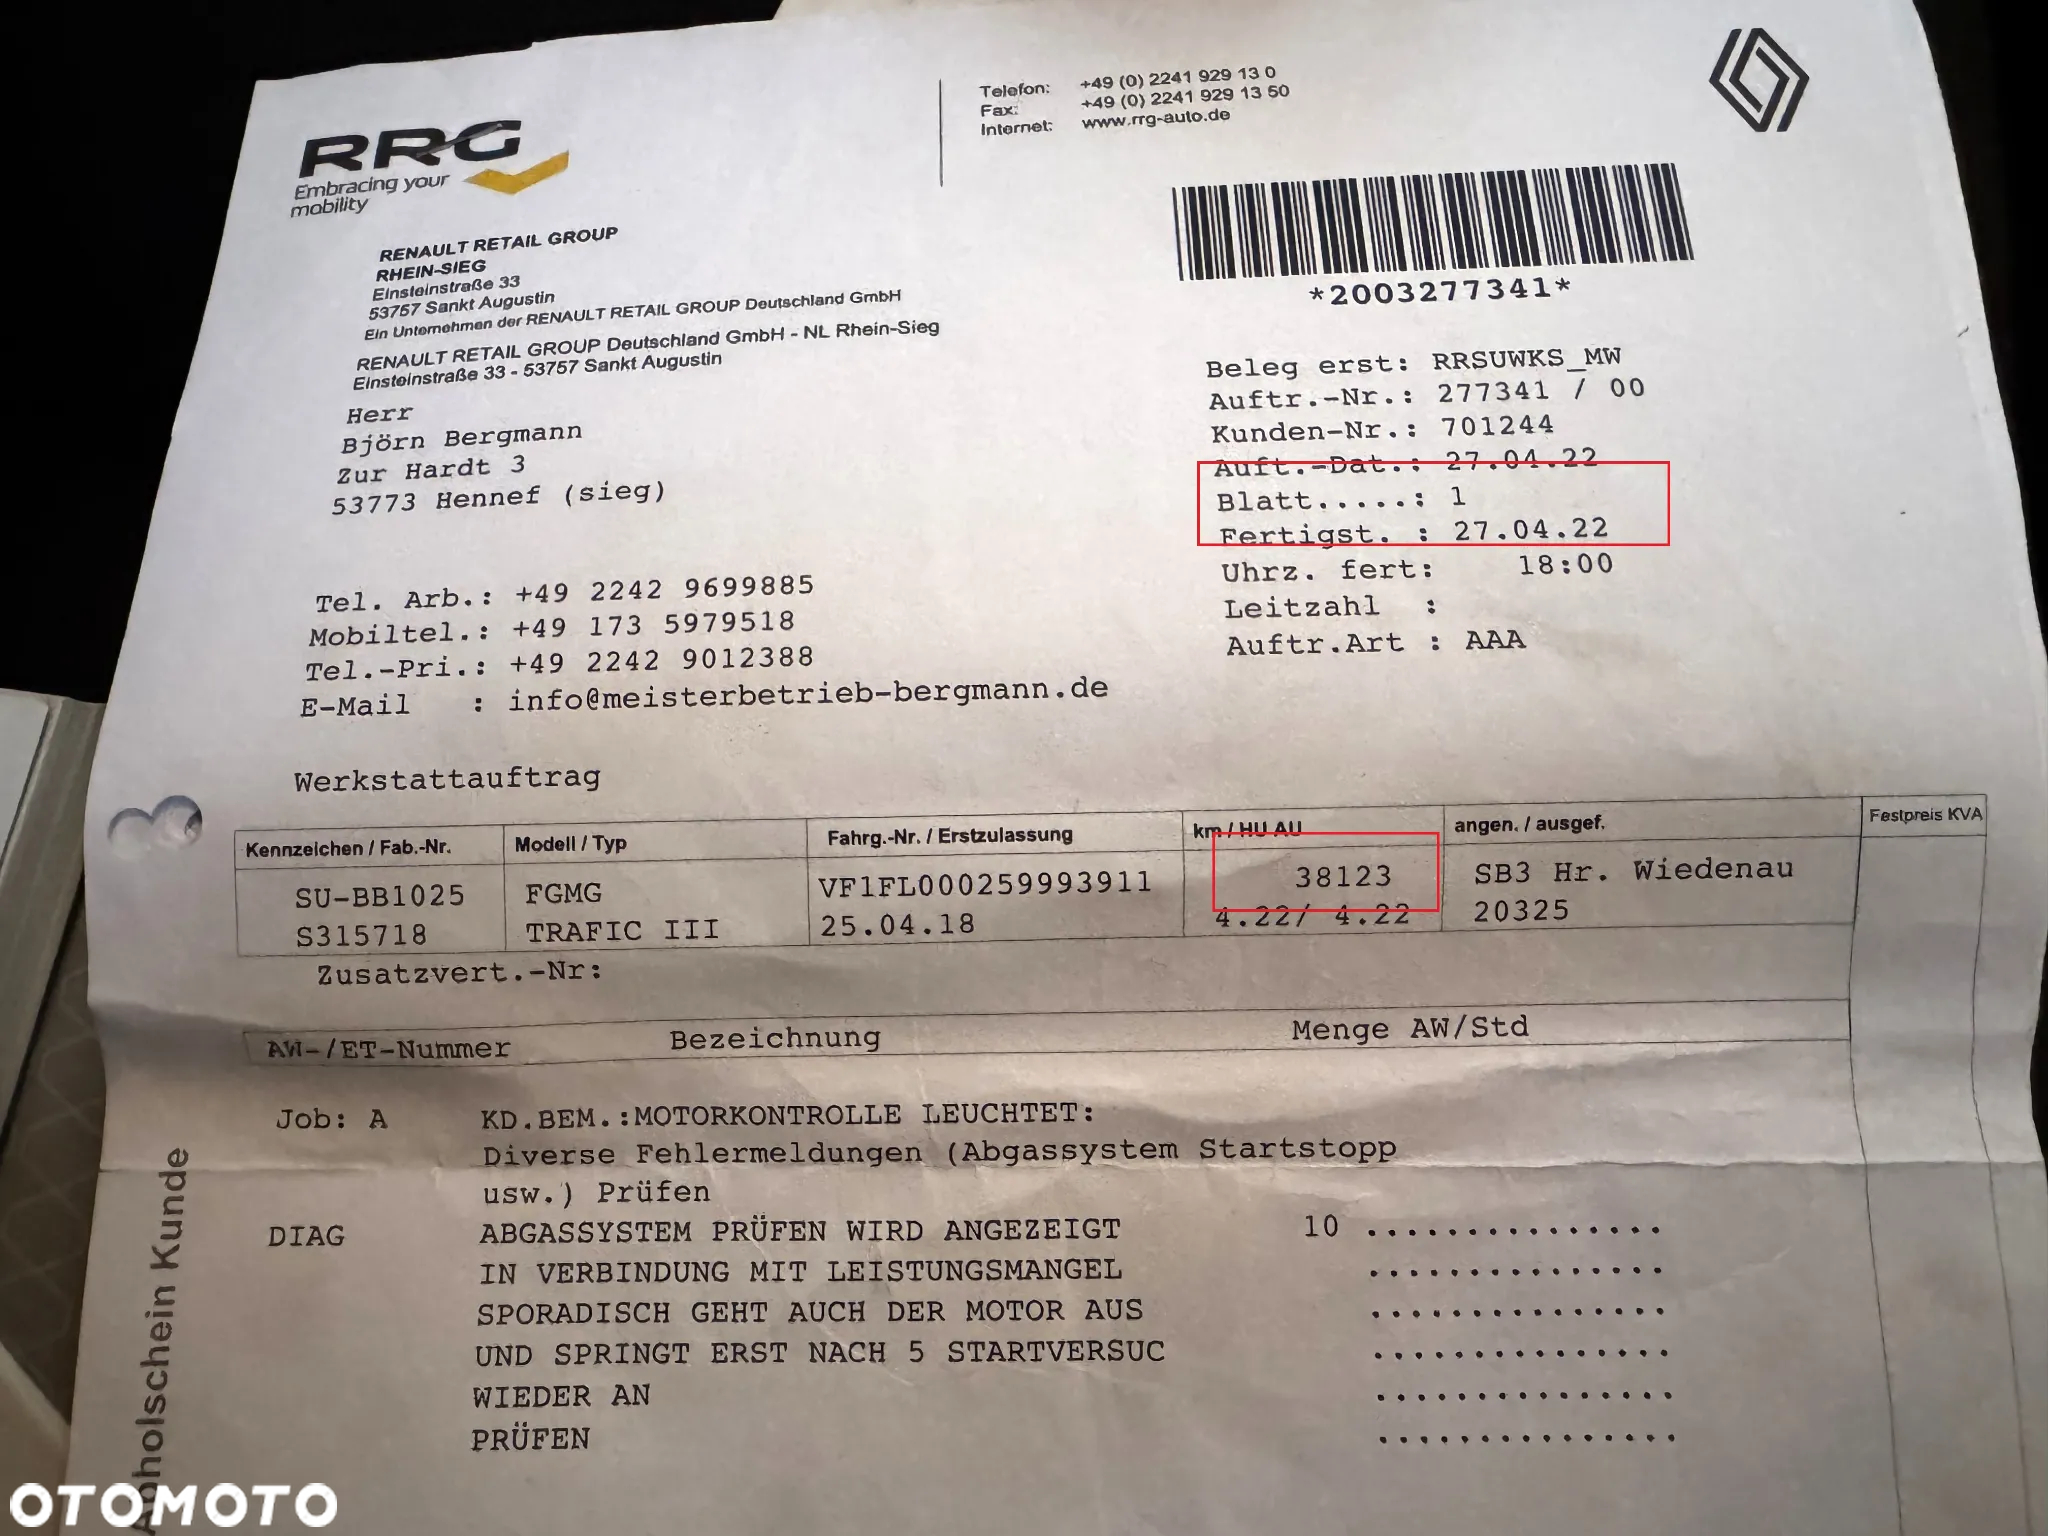 RRG
Embracing your
mobility
Telefon: +49 (0) 2241 929 13 0
Fax: +49 (0) 2241 929 13 50
Internet: www.rrg-auto.de
*2003277341*
RENAULT RETAIL GROUP
RHEIN-SIEG
Einsteinstraße 33
53757 Sankt Augustin
Ein Unternehmen der RENAULT RETAIL GROUP Deutschland GmbH
RENAULT RETAIL GROUP Deutschland GmbH - NL Rhein-Sieg
Einsteinstraße 33 - 53757 Sankt Augustin
Herr
Björn Bergmann
Zur Hardt 3
53773 Hennef (sieg)
Beleg erst: RRSUWKS_MW
Auftr.-Nr.: 277341 / 00
Kunden-Nr.: 701244
Auft.-Dat.: 27.04.22
Blatt.....: 1
Fertigst. : 27.04.22
Uhrz. fert: 18:00
Leitzahl :
Auftr.Art : AAA
Tel. Arb.: +49 2242 9699885
Mobiltel.: +49 173 5979518
Tel.-Pri.: +49 2242 9012388
E-Mail : info@meisterbetrieb-bergmann.de
Werkstattauftrag
Kennzeichen / Fab.-Nr. Modell / Typ Fahrg.-Nr. / Erstzulassung km / HU AU angen. / ausgef. Festpreis KVA
SU-BB1025 FGMG VF1FL000259993911 38123 SB3 Hr. Wiedenau
S315718 TRAFIC III 25.04.18 4.22/ 4.22 20325
Zusatzvert.-Nr:
AW-/ET-Nummer Bezeichnung Menge AW/Std
Job: A KD.BEM.:MOTORKONTROLLE LEUCHTET:
Diverse Fehlermeldungen (Abgassystem Startstopp
usw.) Prüfen
DIAG ABGASSYSTEM PRÜFEN WIRD ANGEZEIGT 10 ...............
IN VERBINDUNG MIT LEISTUNGSMANGEL ...............
SPORADISCH GEHT AUCH DER MOTOR AUS ...............
UND SPRINGT ERST NACH 5 STARTVERSUC ...............
WIEDER AN ...............
PRÜFEN ...............
Abholschein Kunde
OTOMOTO